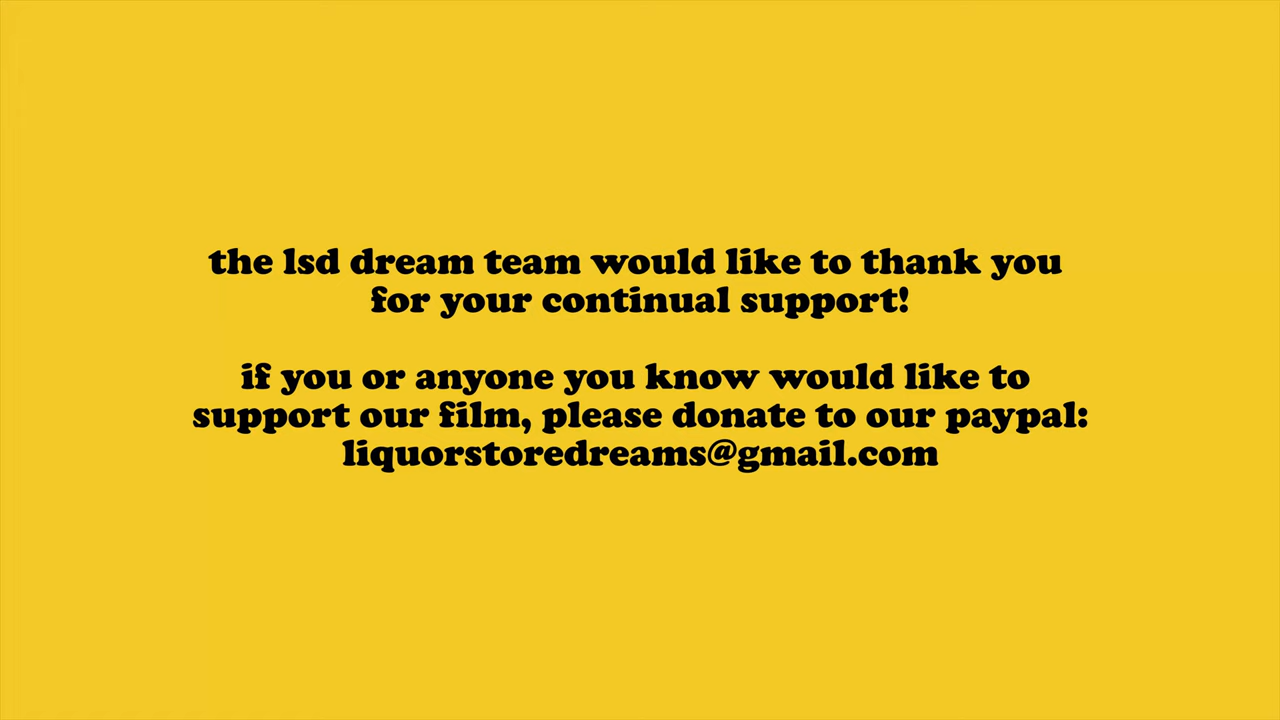 the lsd dream team would like to thank you
for your continual support!
if you or anyone you know would like to
support our film, please donate to our paypal:
liquorstoredreams@gmail.com